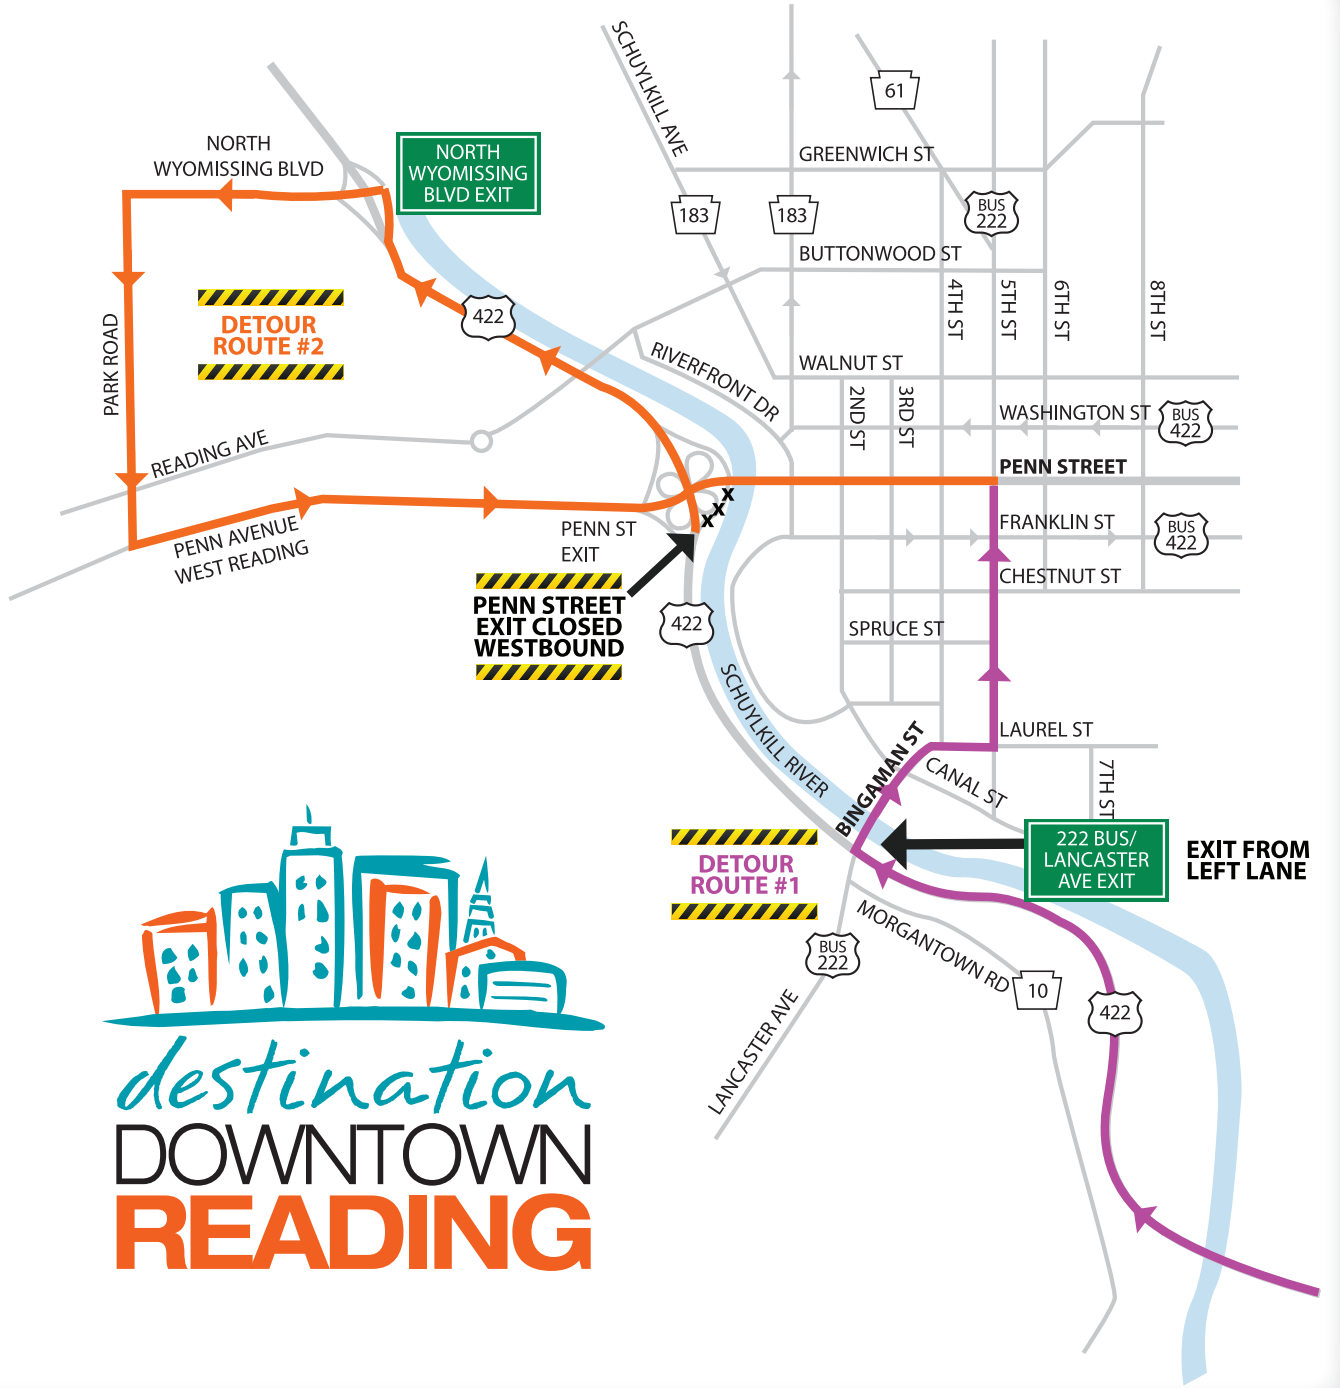 SCHUYLKILL AVE
61
GREENWICH ST
NORTH
WYOMISSING BLVD
NORTH
WYOMISSING
BLVD EXIT
183
183
BUS
222
BUTTONWOOD ST
4TH ST
5TH ST
6TH ST
8TH ST
422
DETOUR
ROUTE #2
PARK ROAD
RIVERFRONT DR
WALNUT ST
2ND ST
3RD ST
WASHINGTON ST
BUS
422
READING AVE
PENN STREET
x
x
x
PENN AVENUE
WEST READING
PENN ST
EXIT
FRANKLIN ST
BUS
422
CHESTNUT ST
PENN STREET
EXIT CLOSED
WESTBOUND
422
SPRUCE ST
SCHUYLKILL RIVER
LAUREL ST
BINGAMAN ST
CANAL ST
7TH ST
DETOUR
ROUTE #1
222 BUS/
LANCASTER
AVE EXIT
EXIT FROM
LEFT LANE
MORGANTOWN RD
BUS
222
10
422
LANCASTER AVE
destination
DOWNTOWN
READING